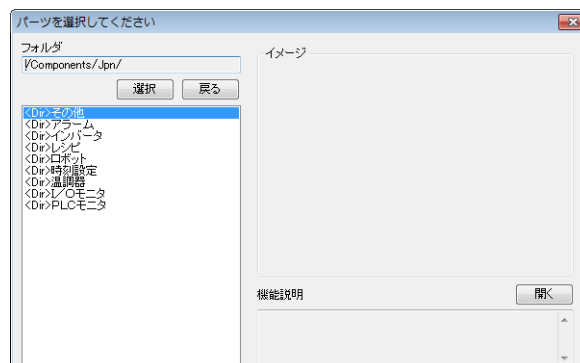 パーツを選択してください
フォルダ
/Components/Jpn/
選択
戻る
<Dir>その他
<Dir>アラーム
<Dir>インバータ
<Dir>レシピ
<Dir>ロボット
<Dir>時刻設定
<Dir>温調器
<Dir>I/Oモニタ
<Dir>PLCモニタ
イメージ
機能説明
開く